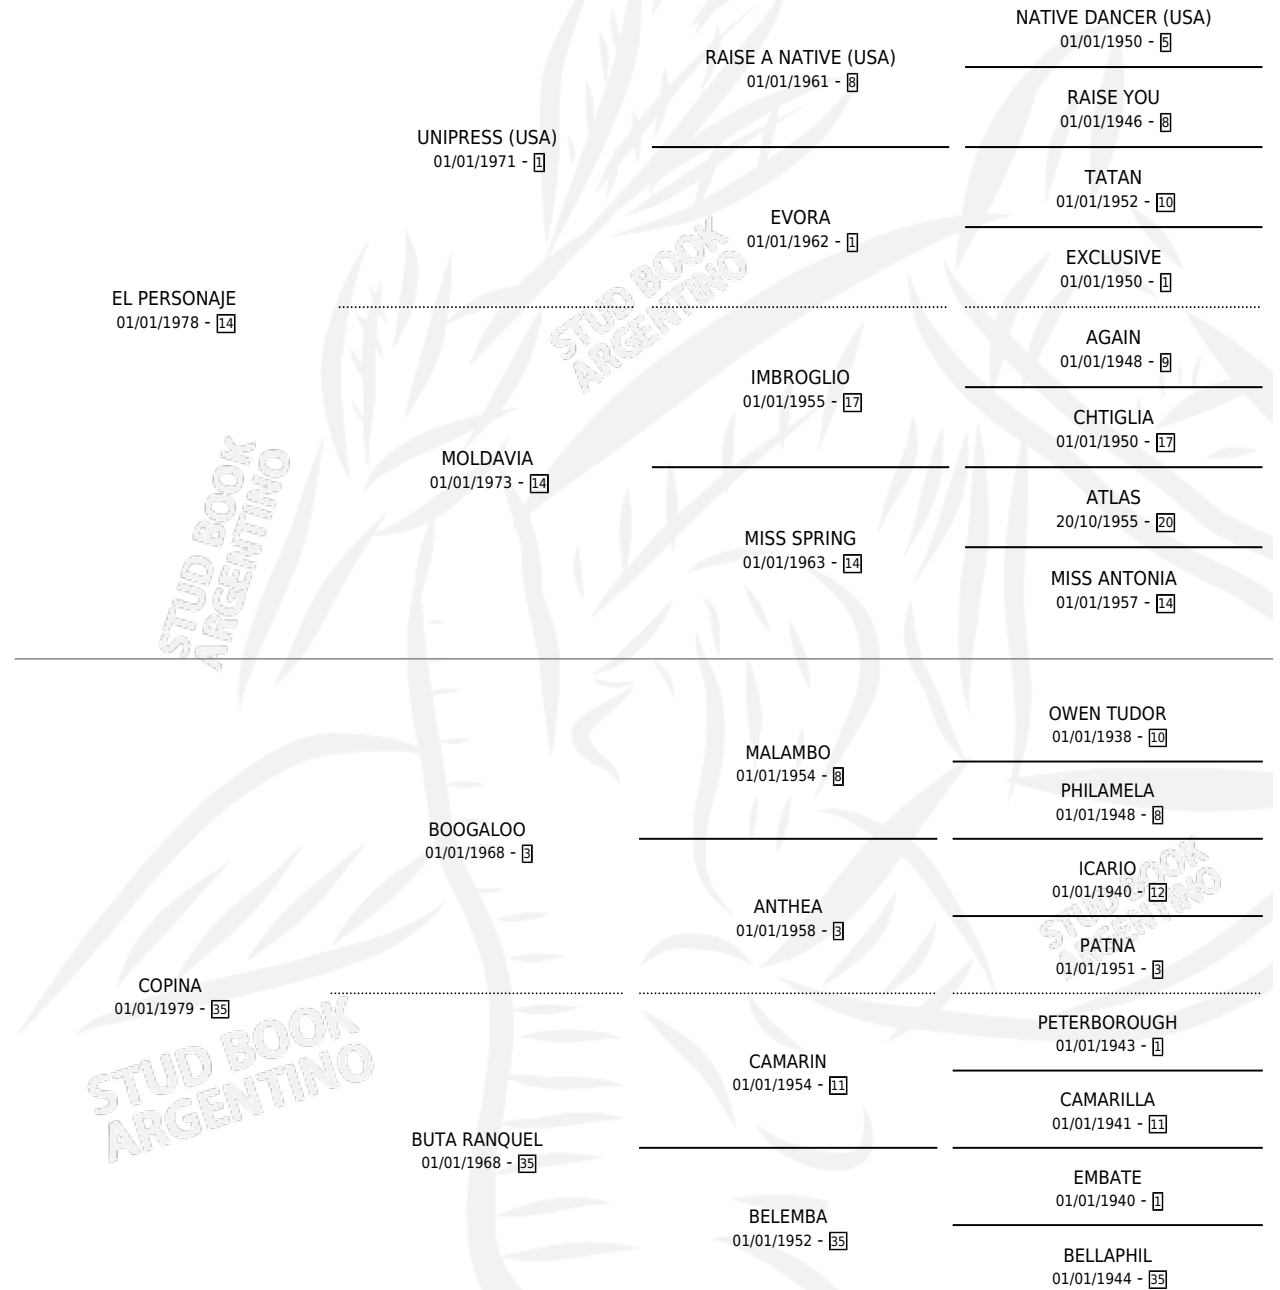 NATIVE DANCER (USA)
01/01/1950 - 5
RAISE A NATIVE (USA)
01/01/1961 - 8
RAISE YOU
01/01/1946 - 8
UNIPRESS (USA)
01/01/1971 - 1
TATAN
01/01/1952 - 10
EVORA
01/01/1962 - 1
EXCLUSIVE
01/01/1950 - 1
EL PERSONAJE
01/01/1978 - 14
STUD BOOK
ARGENTINO
AGAIN
01/01/1948 - 9
IMBROGLIO
01/01/1955 - 17
CHTIGLIA
01/01/1950 - 17
MOLDAVIA
01/01/1973 - 14
ATLAS
20/10/1955 - 20
MISS SPRING
01/01/1963 - 14
MISS ANTONIA
01/01/1957 - 14
STUD BOOK
ARGENTINO
OWEN TUDOR
01/01/1938 - 10
MALAMBO
01/01/1954 - 8
PHILAMELA
01/01/1948 - 8
BOOGALOO
01/01/1968 - 3
ICARIO
01/01/1940 - 12
ANTHEA
01/01/1958 - 3
STUD BOOK
ARGENTINO
PATNA
01/01/1951 - 3
COPINA
01/01/1979 - 35
PETERBOROUGH
01/01/1943 - 1
STUD BOOK
ARGENTINO
CAMARIN
01/01/1954 - 11
CAMARILLA
01/01/1941 - 11
BUTA RANQUEL
01/01/1968 - 35
EMBATE
01/01/1940 - 1
BELEMBA
01/01/1952 - 35
BELLAPHIL
01/01/1944 - 35